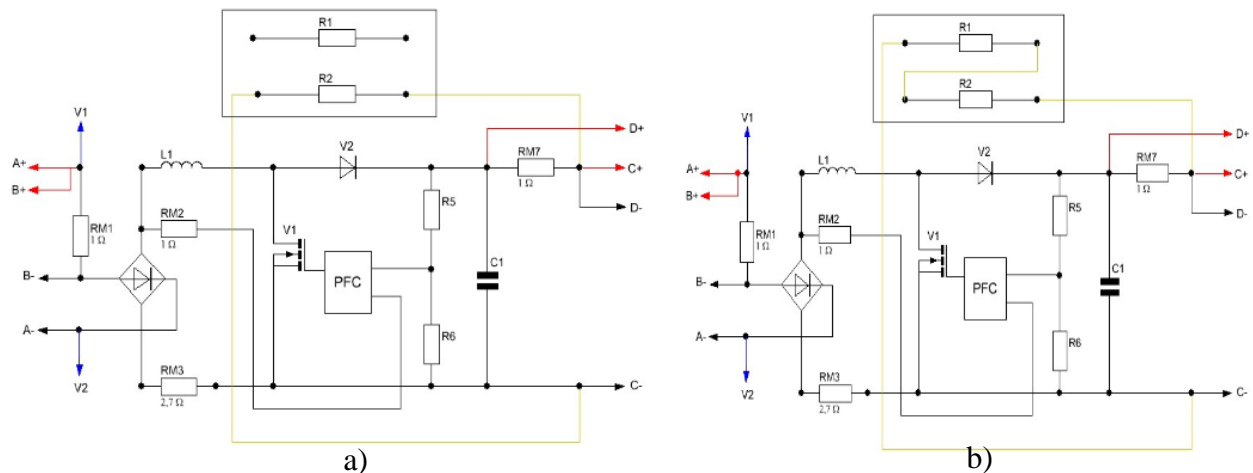 R1
R2
V1
A+
B+
L1
V2
D+
RM7
1 Ω
C+
D-
RM1
1 Ω
RM2
1 Ω
R5
V1
B-
PFC
C1
A-
R6
V2
RM3
2,7 Ω
C-
a)
R1
R2
V1
A+
B+
L1
V2
D+
RM7
1 Ω
C+
D-
RM1
1 Ω
RM2
1 Ω
R5
V1
B-
PFC
C1
A-
R6
V2
RM3
2,7 Ω
C-
b)